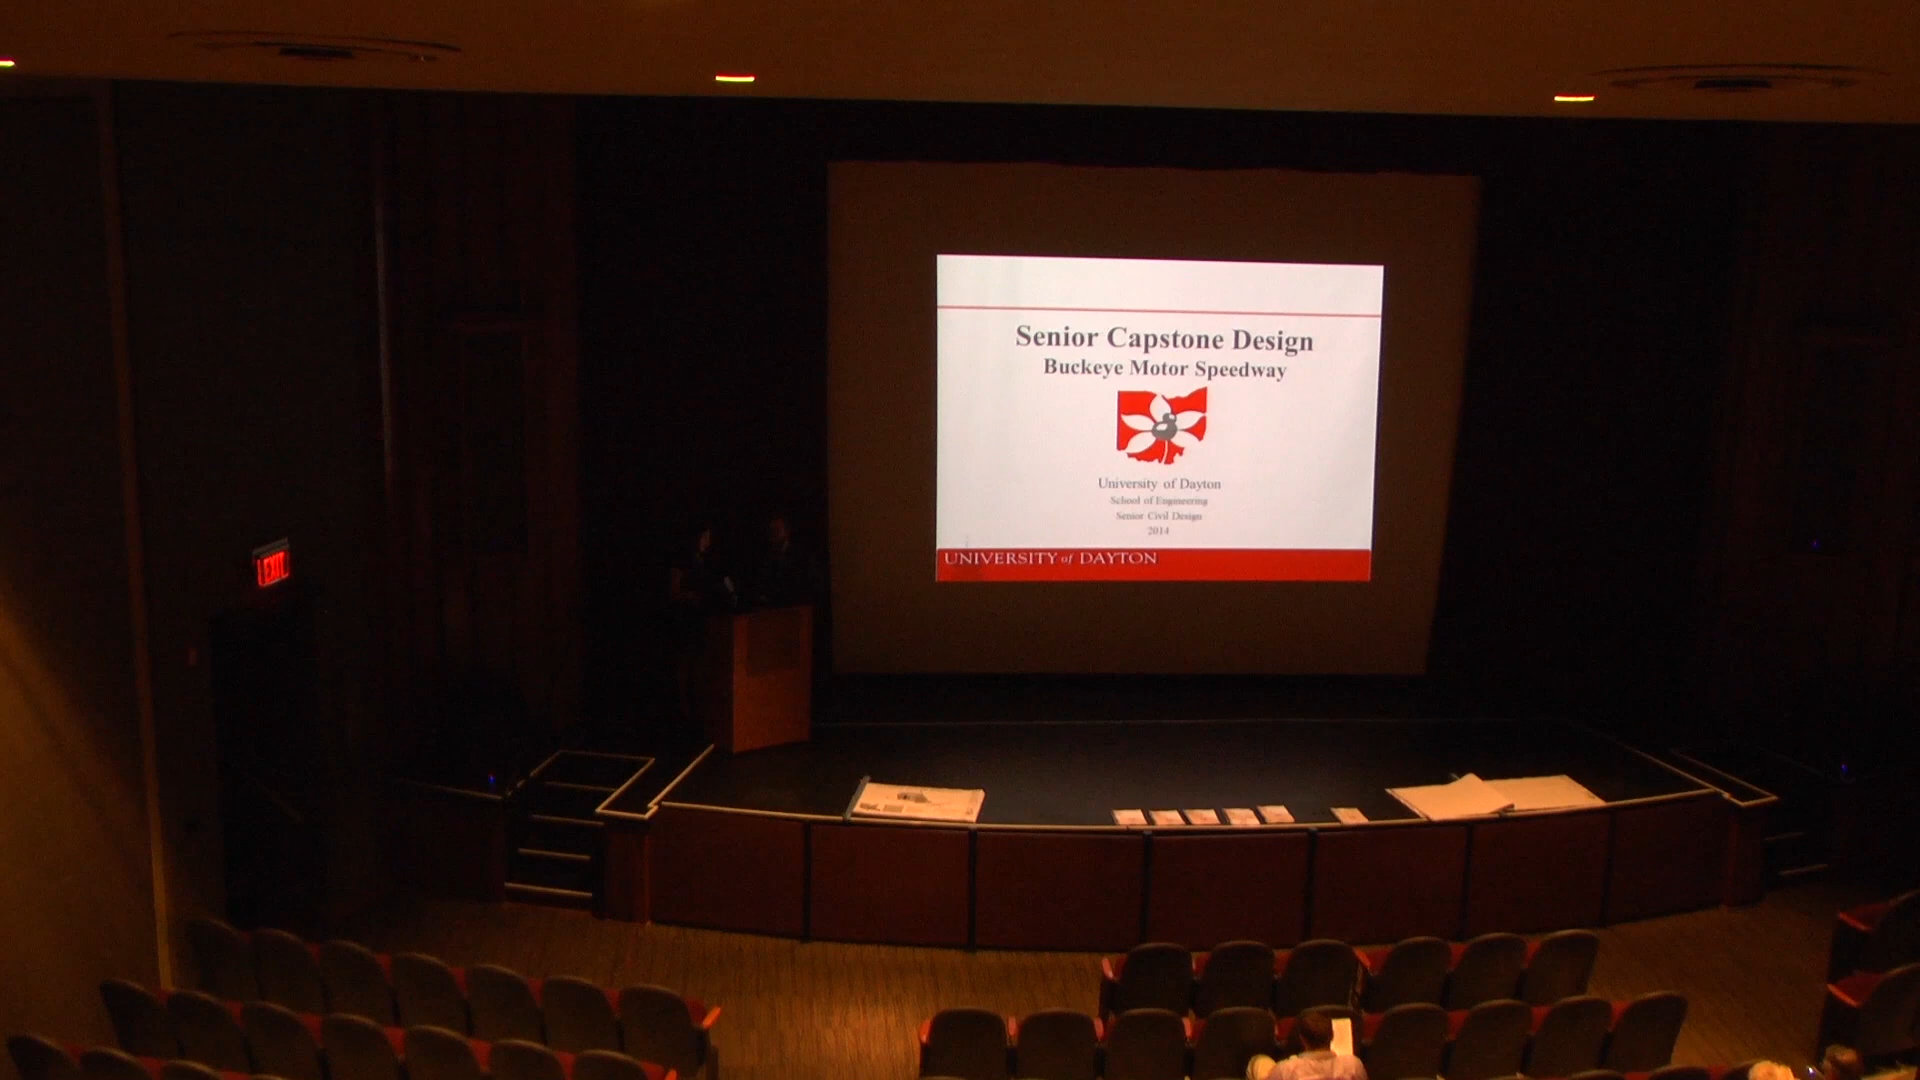 Senior Capstone Design
Buckeye Motor Speedway
University of Dayton
School of Engineering
Senior Civil Design
2014
UNIVERSITY of DAYTON
EXIT